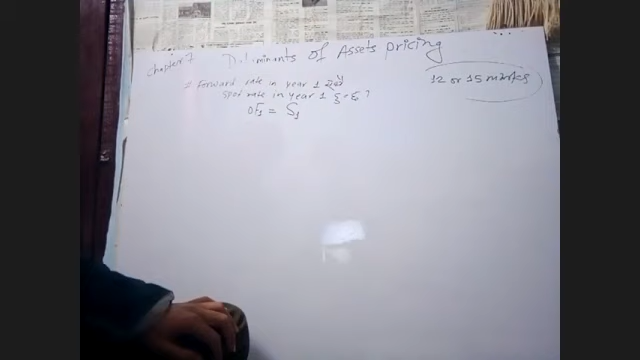 chapter 7
Diterminants of Assets pricing
# Forward rate in year 1
spot rate in year 1
12 or 15 marks
0F1 = S1